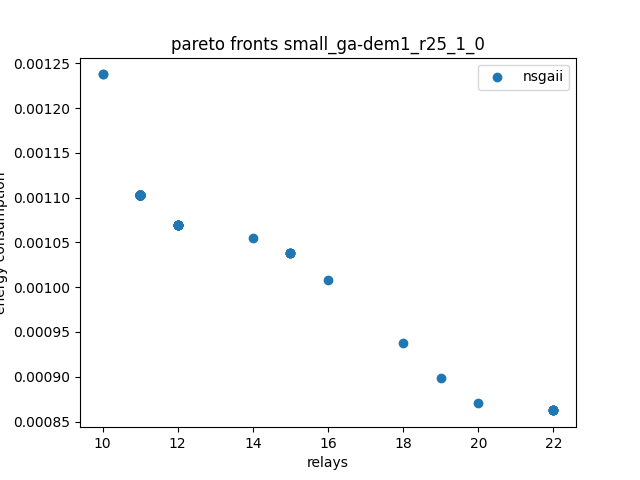 pareto fronts small_ga-dem1_r25_1_0
nsgaii
0.00125
0.00120
0.00115
0.00110
0.00105
0.00100
0.00095
0.00090
0.00085
energy consumption
10 12 14 16 18 20 22
relays